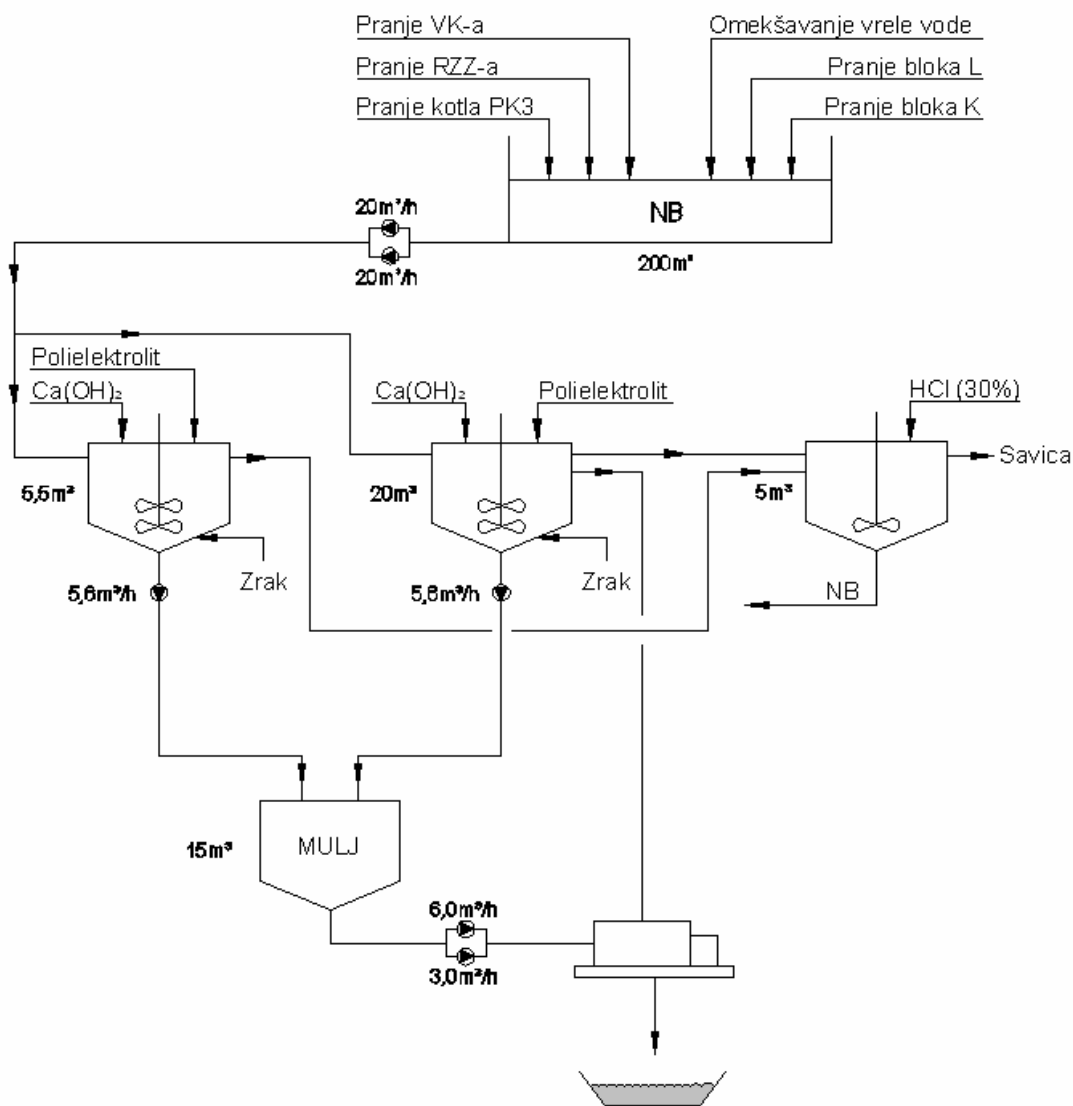 Pranje VK-a
Omekšavanje vrele vode
Pranje RZZ-a
Pranje bloka L
Pranje kotla PK3
Pranje bloka K
NB
20m³/h
20m³/h
200m³
Polielektrolit
Ca(OH)₂
Ca(OH)₂
Polielektrolit
HCl (30%)
Savica
5,5m³
20m³
5m³
Zrak
Zrak
NB
5,6m³/h
5,6m³/h
15m³
MULJ
6,0m³/h
3,0m³/h